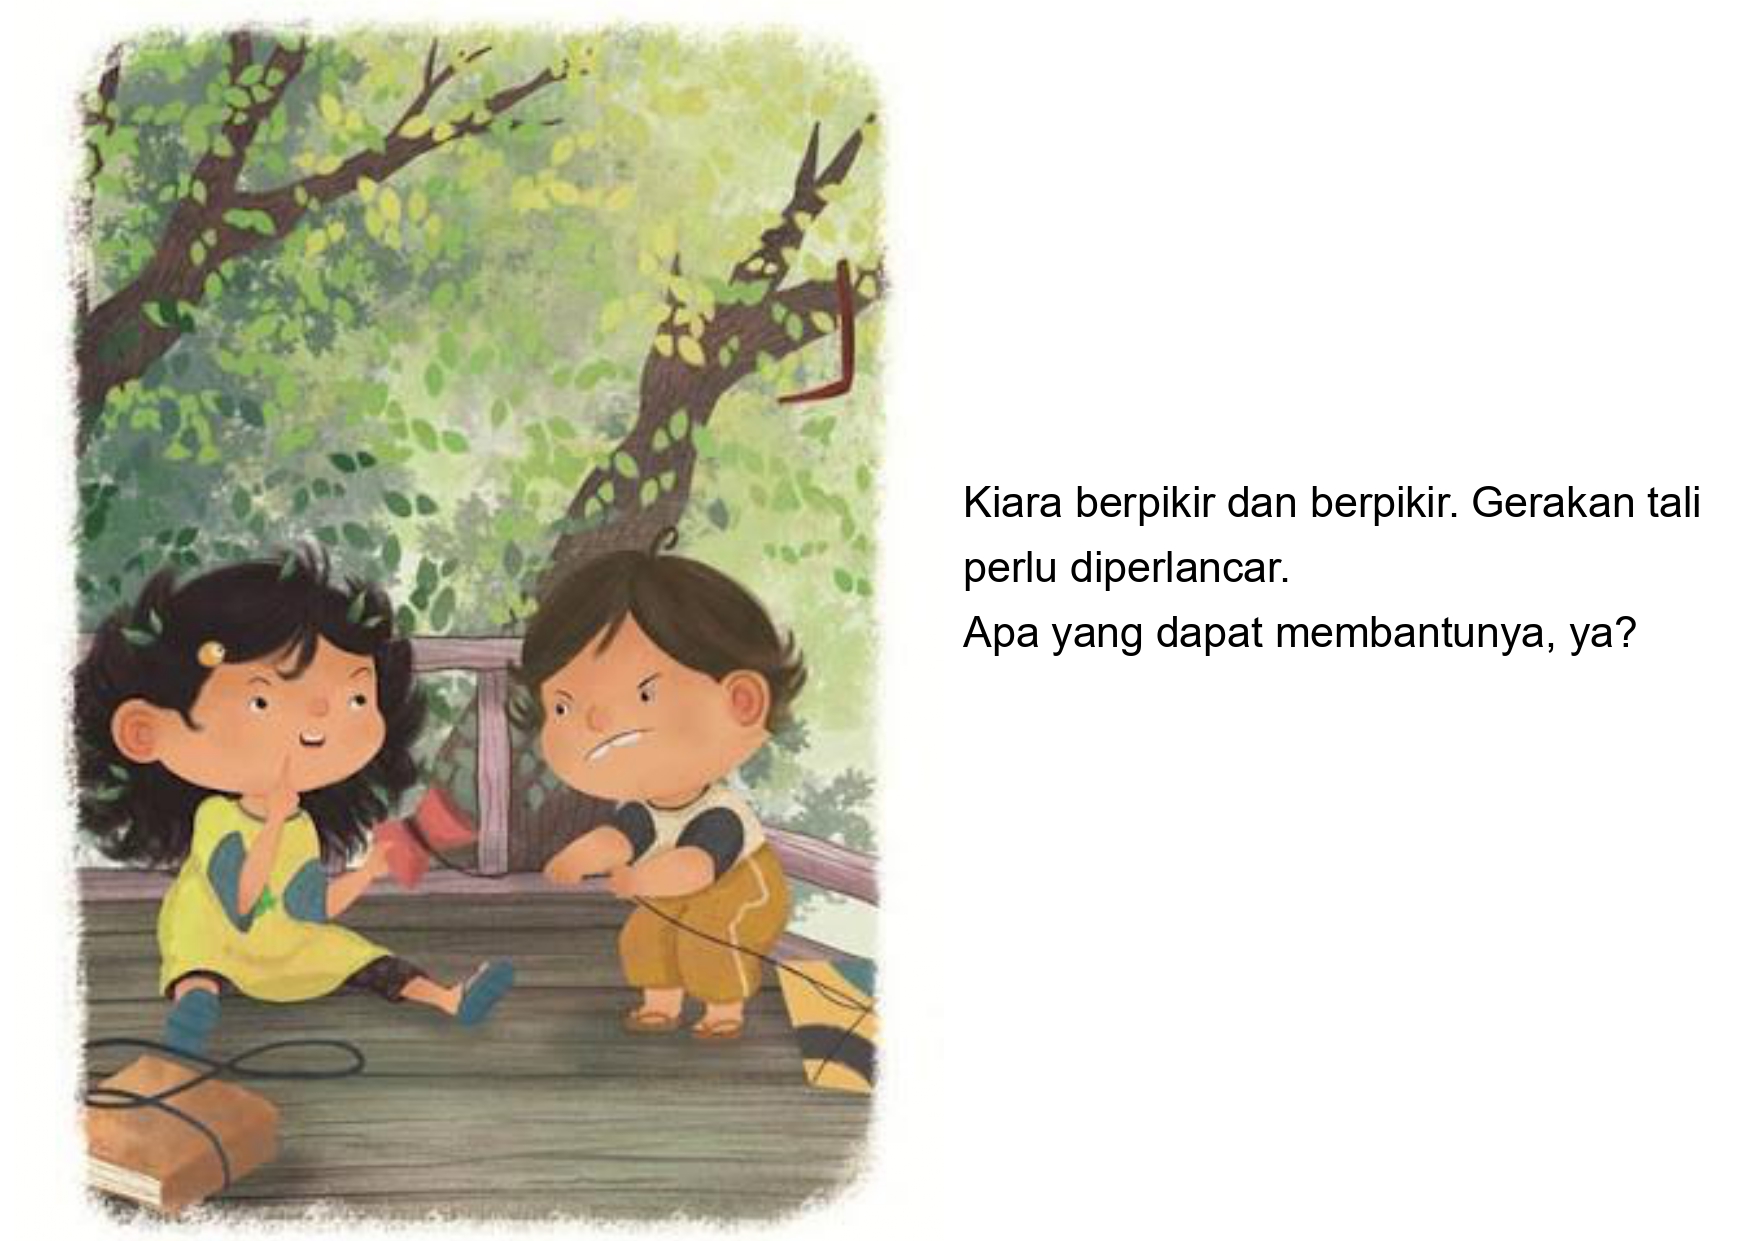 Kiara berpikir dan berpikir. Gerakan tali
perlu diperlancar.
Apa yang dapat membantunya, ya?